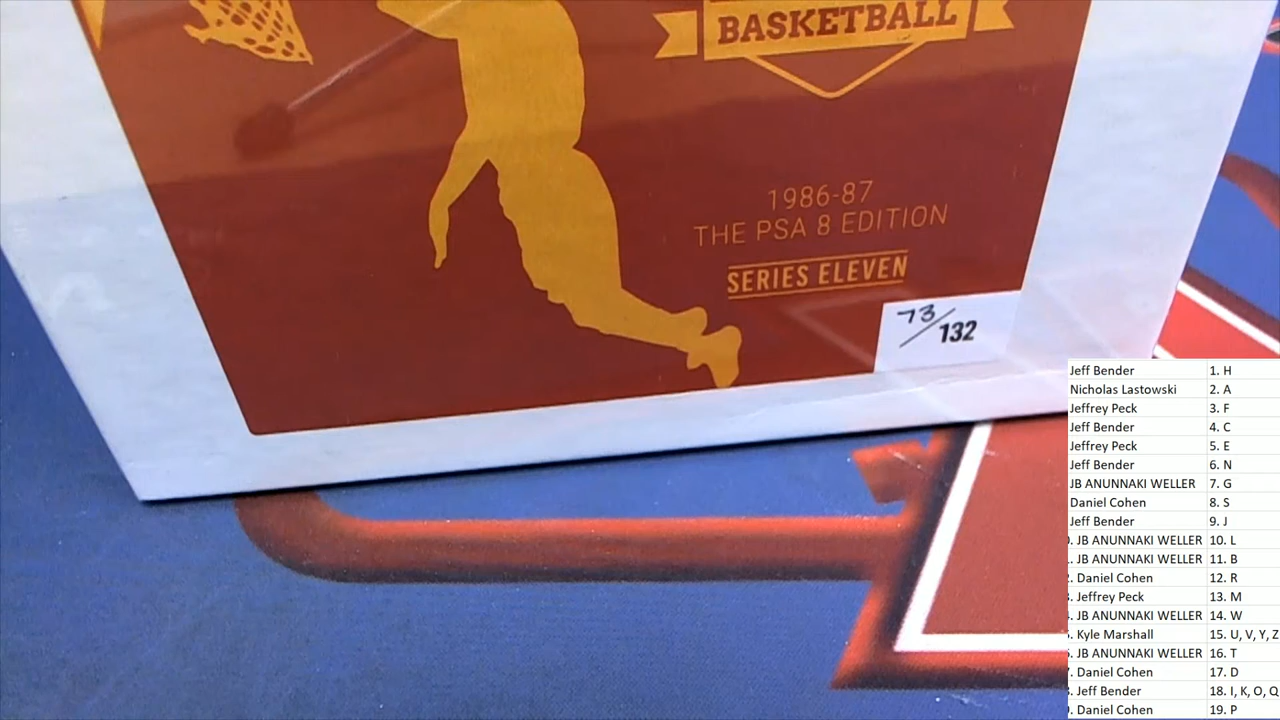 BASKETBALL
1986-87
THE PSA 8 EDITION
SERIES ELEVEN
73/132
Jeff Bender 1. H
Nicholas Lastowski 2. A
Jeffrey Peck 3. F
Jeff Bender 4. C
Jeffrey Peck 5. E
Jeff Bender 6. N
JB ANUNNAKI WELLER 7. G
Daniel Cohen 8. S
Jeff Bender 9. J
. JB ANUNNAKI WELLER 10. L
. JB ANUNNAKI WELLER 11. B
. Daniel Cohen 12. R
. Jeffrey Peck 13. M
. JB ANUNNAKI WELLER 14. W
. Kyle Marshall 15. U, V, Y, Z
. JB ANUNNAKI WELLER 16. T
. Daniel Cohen 17. D
. Jeff Bender 18. I, K, O, Q
. Daniel Cohen 19. P